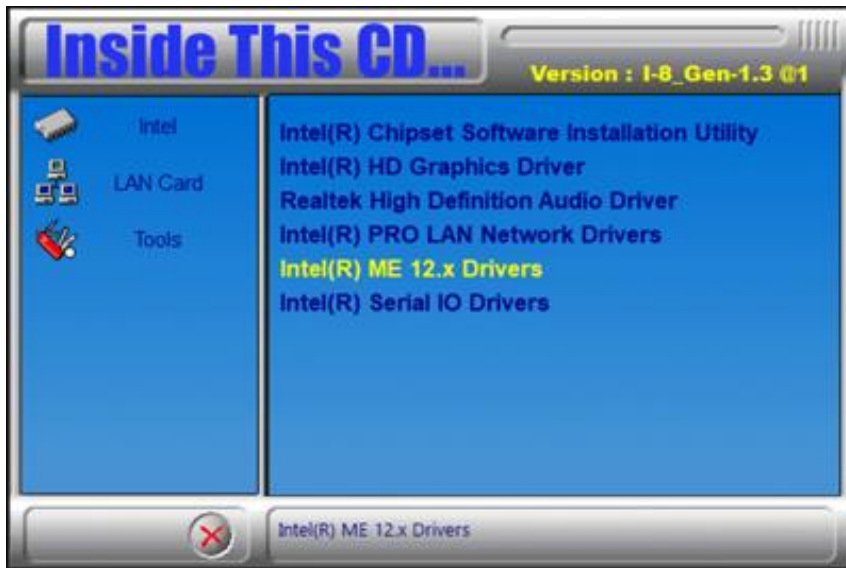 Inside This CD...
Version : I-8_Gen-1.3 @1
Intel
LAN Card
Tools
Intel(R) Chipset Software Installation Utility
Intel(R) HD Graphics Driver
Realtek High Definition Audio Driver
Intel(R) PRO LAN Network Drivers
Intel(R) ME 12.x Drivers
Intel(R) Serial IO Drivers
Intel(R) ME 12.x Drivers